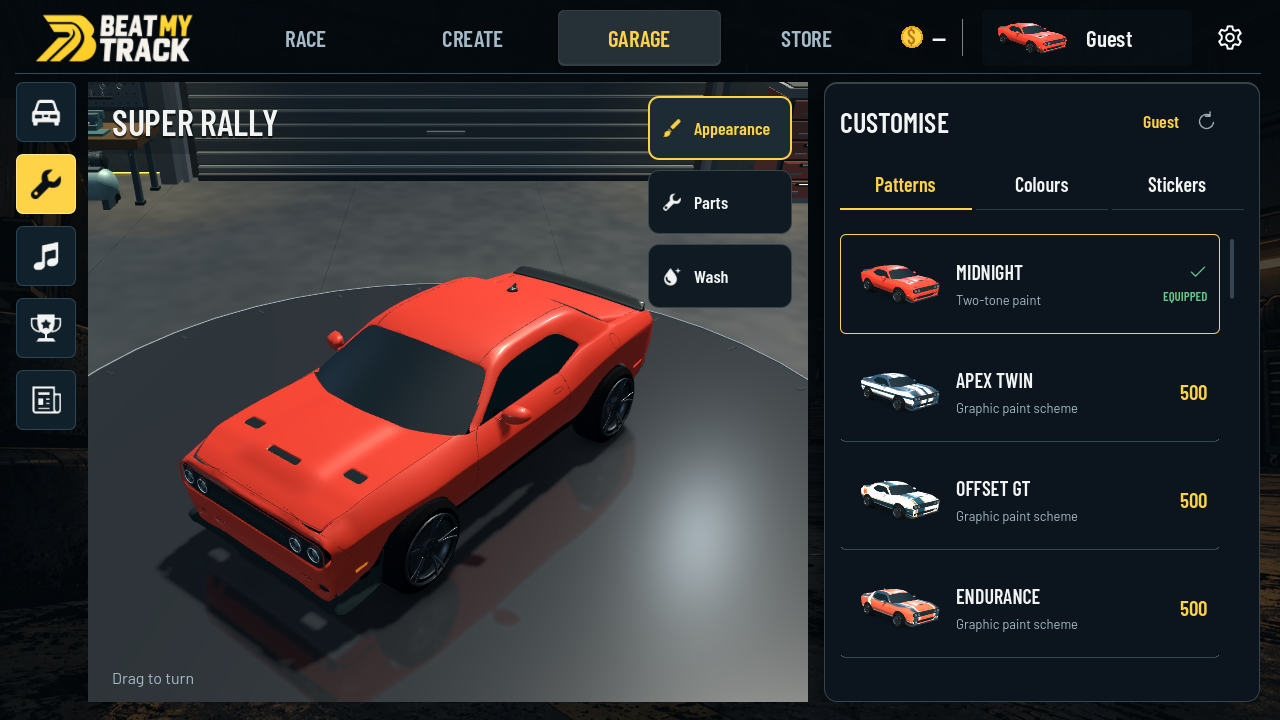 BEAT MY
TRACK
RACE
CREATE
GARAGE
STORE
$ –
Guest
SUPER RALLY
Appearance
Parts
Wash
Drag to turn
CUSTOMISE
Guest
Patterns
Colours
Stickers
MIDNIGHT
Two-tone paint
EQUIPPED
APEX TWIN
Graphic paint scheme
500
OFFSET GT
Graphic paint scheme
500
ENDURANCE
Graphic paint scheme
500